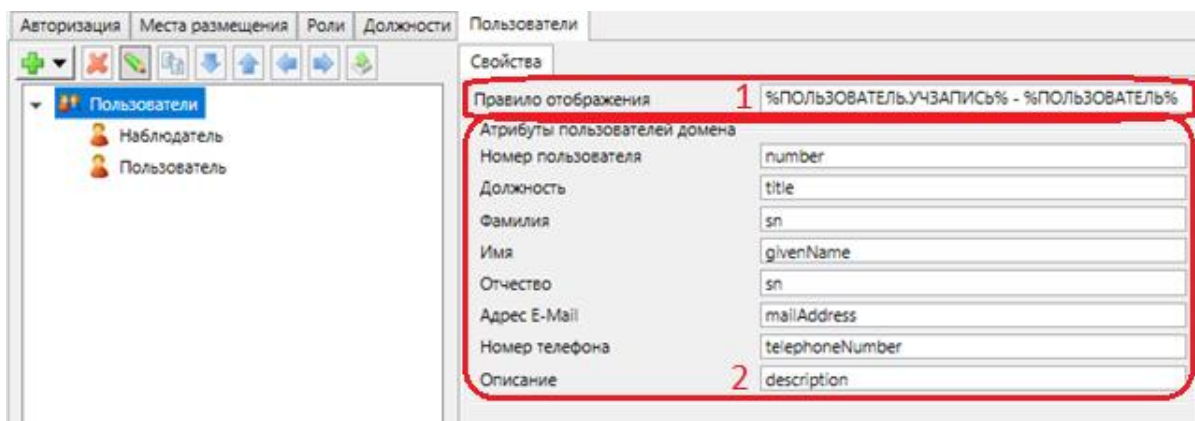 Авторизация Места размещения Роли Должности Пользователи
Свойства
Пользователи
Наблюдатель
Пользователь
Правило отображения 1 %ПОЛЬЗОВАТЕЛЬ.УЧЗАПИСЬ% - %ПОЛЬЗОВАТЕЛЬ%
Атрибуты пользователей домена
Номер пользователя number
Должность title
Фамилия sn
Имя givenName
Отчество sn
Адрес E-Mail mailAddress
Номер телефона telephoneNumber
Описание 2 description